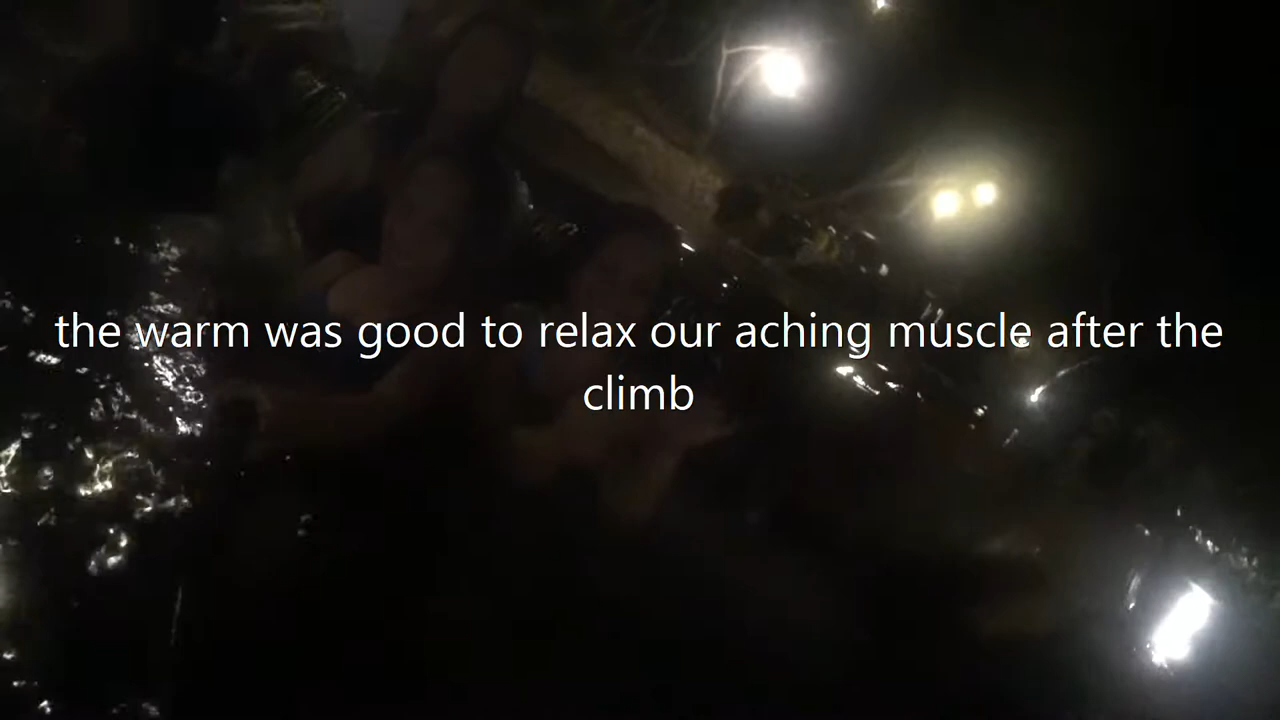 the warm was good to relax our aching muscle after the
climb